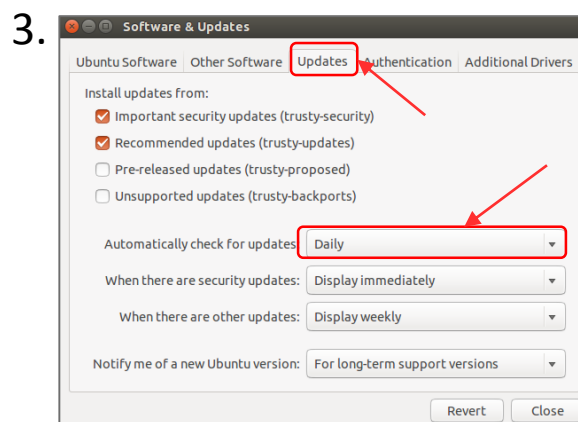 3.
Software & Updates
Ubuntu Software Other Software Updates Authentication Additional Drivers
Install updates from:
Important security updates (trusty-security)
Recommended updates (trusty-updates)
Pre-released updates (trusty-proposed)
Unsupported updates (trusty-backports)
Automatically check for updates: Daily
When there are security updates: Display immediately
When there are other updates: Display weekly
Notify me of a new Ubuntu version: For long-term support versions
Revert Close